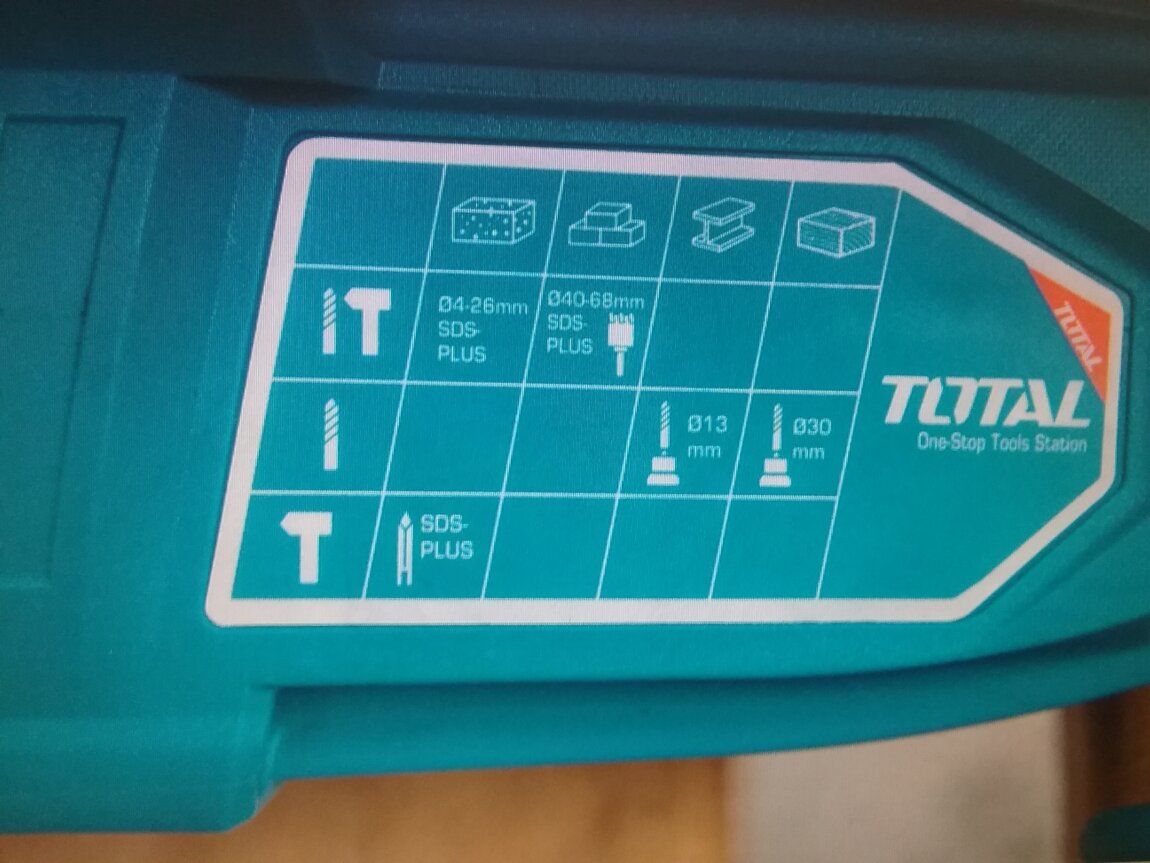 Ø4-26mm
SDS-
PLUS
Ø40-68mm
SDS-
PLUS
Ø13
mm
Ø30
mm
SDS-
PLUS
TOTAL
TOTAL
One-Stop Tools Station